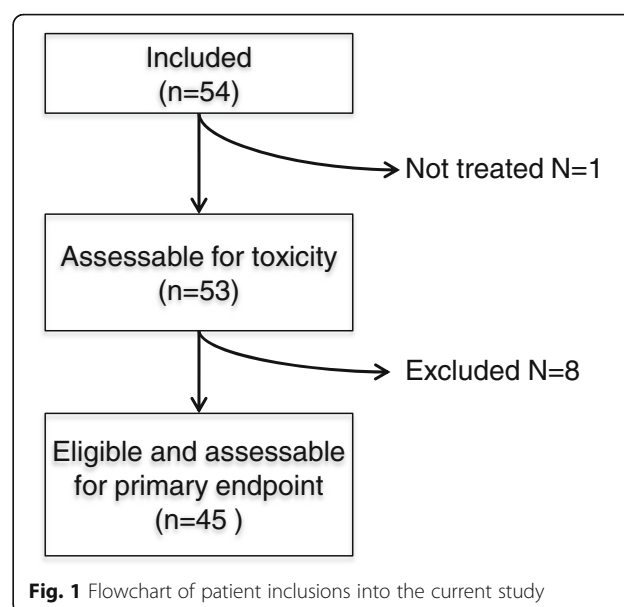 Included
(n=54)
Not treated N=1
Assessable for toxicity
(n=53)
Excluded N=8
Eligible and assessable
for primary endpoint
(n=45 )
Fig. 1 Flowchart of patient inclusions into the current study